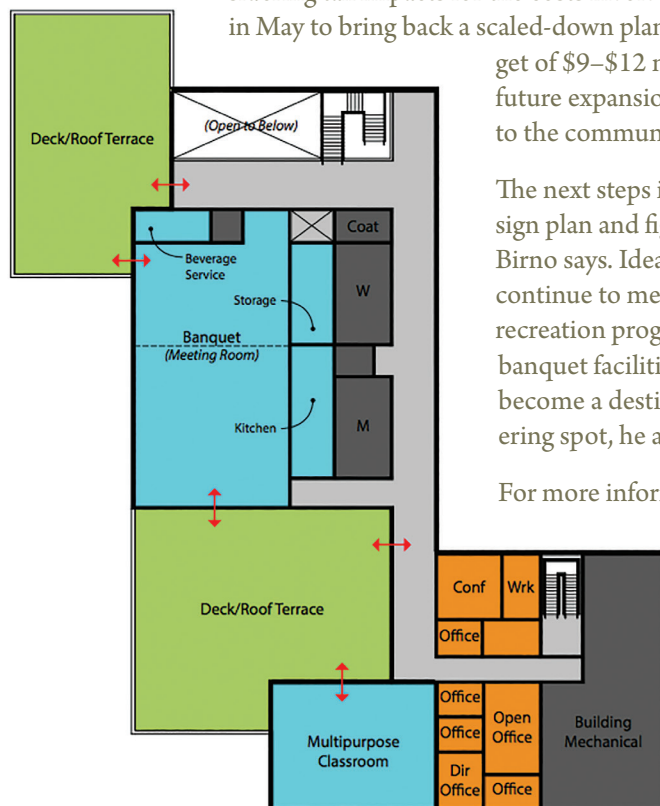 in May to bring back a scaled-down plan
get of $9–$12
future expansio
to the commun
The next steps i
sign plan and fi
Birno says. Idea
continue to me
recreation prog
banquet faciliti
become a desti
ering spot, he a
For more infor
Deck/Roof Terrace
(Open to Below)
Beverage
Service
Coat
Storage
W
Banquet
(Meeting Room)
Kitchen
M
Deck/Roof Terrace
Conf
Wrk
Office
Office
Office
Open
Office
Dir
Office
Office
Multipurpose
Classroom
Building
Mechanical